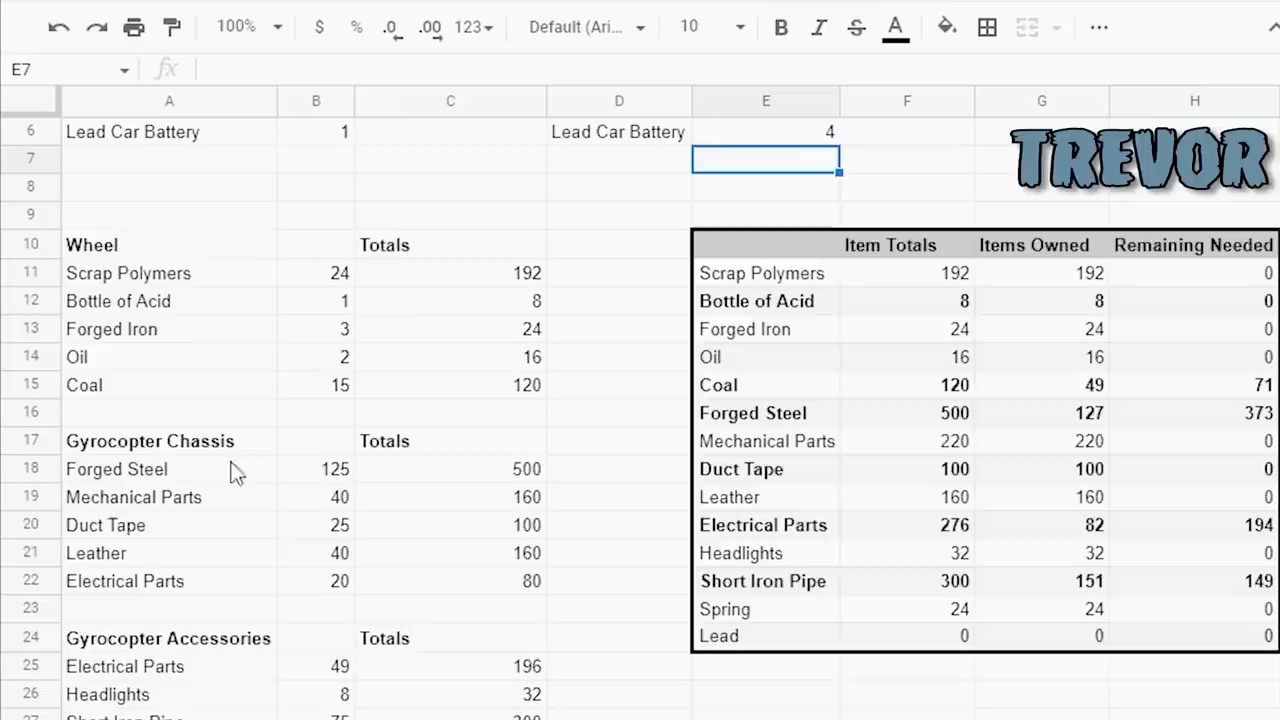 100% $ % .0 .00 123 Default (Ari... 10 B I S A ...
E7 fx
A B C D E F G H
6 Lead Car Battery 1 Lead Car Battery 4
TREVOR
7
8
9
10 Wheel Totals Item Totals Items Owned Remaining Needed
11 Scrap Polymers 24 192 Scrap Polymers 192 192 0
12 Bottle of Acid 1 8 Bottle of Acid 8 8 0
13 Forged Iron 3 24 Forged Iron 24 24 0
14 Oil 2 16 Oil 16 16 0
15 Coal 15 120 Coal 120 49 71
16 Forged Steel 500 127 373
17 Gyrocopter Chassis Totals Mechanical Parts 220 220 0
18 Forged Steel 125 500 Duct Tape 100 100 0
19 Mechanical Parts 40 160 Leather 160 160 0
20 Duct Tape 25 100 Electrical Parts 276 82 194
21 Leather 40 160 Headlights 32 32 0
22 Electrical Parts 20 80 Short Iron Pipe 300 151 149
23 Spring 24 24 0
24 Gyrocopter Accessories Totals Lead 0 0 0
25 Electrical Parts 49 196
26 Headlights 8 32
27 Short Iron Pipe 75 300